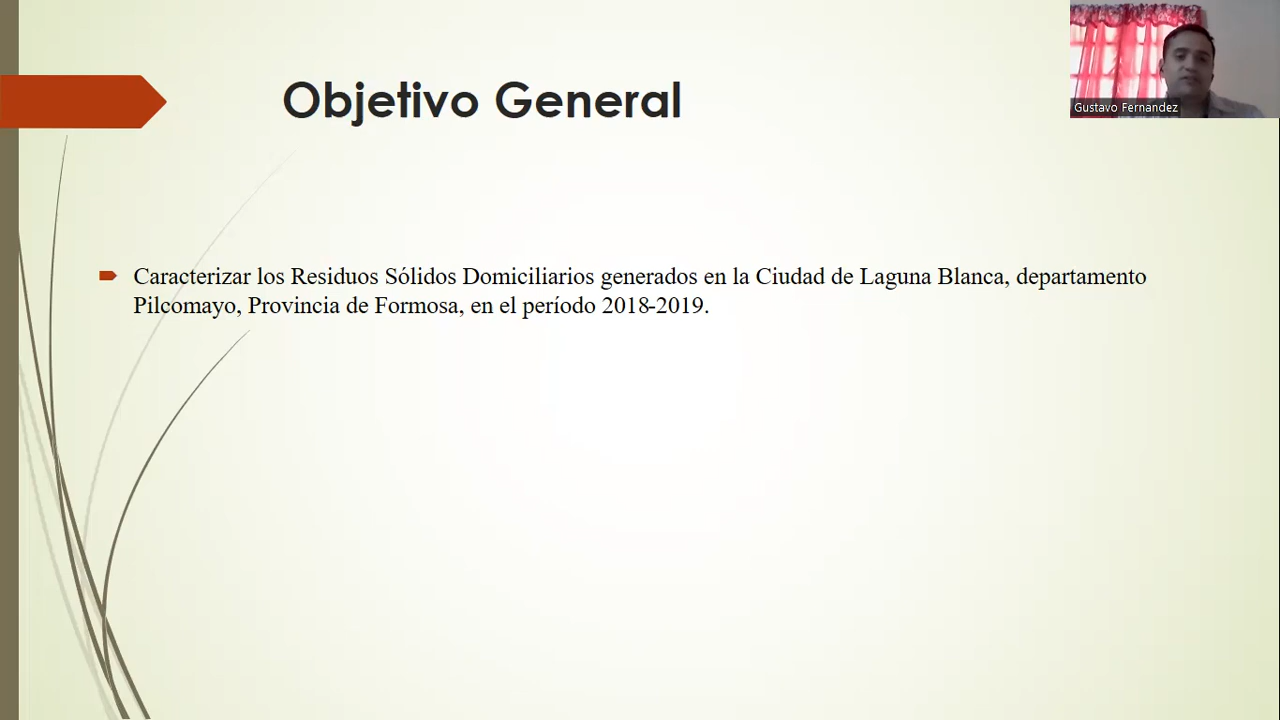 Objetivo General
Gustavo Fernandez
Caracterizar los Residuos Sólidos Domiciliarios generados en la Ciudad de Laguna Blanca, departamento
Pilcomayo, Provincia de Formosa, en el período 2018-2019.